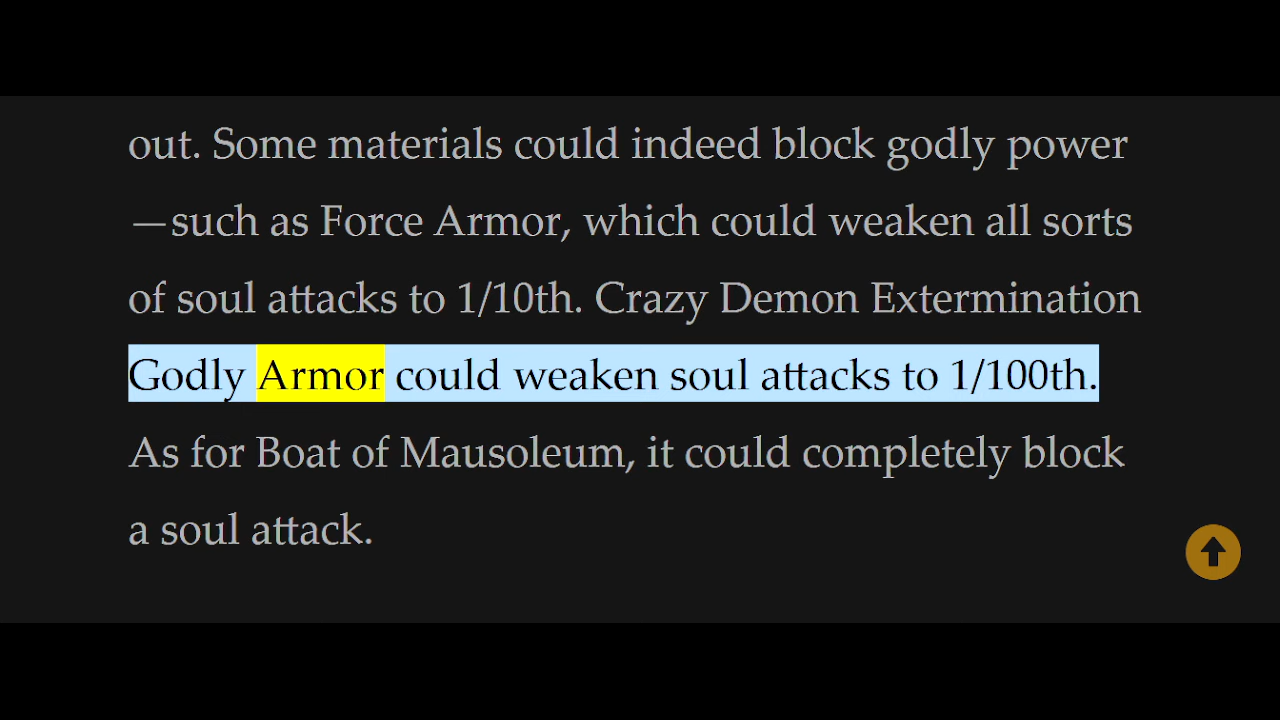 out. Some materials could indeed block godly power
—such as Force Armor, which could weaken all sorts
of soul attacks to 1/10th. Crazy Demon Extermination
Godly Armor could weaken soul attacks to 1/100th.
As for Boat of Mausoleum, it could completely block
a soul attack.